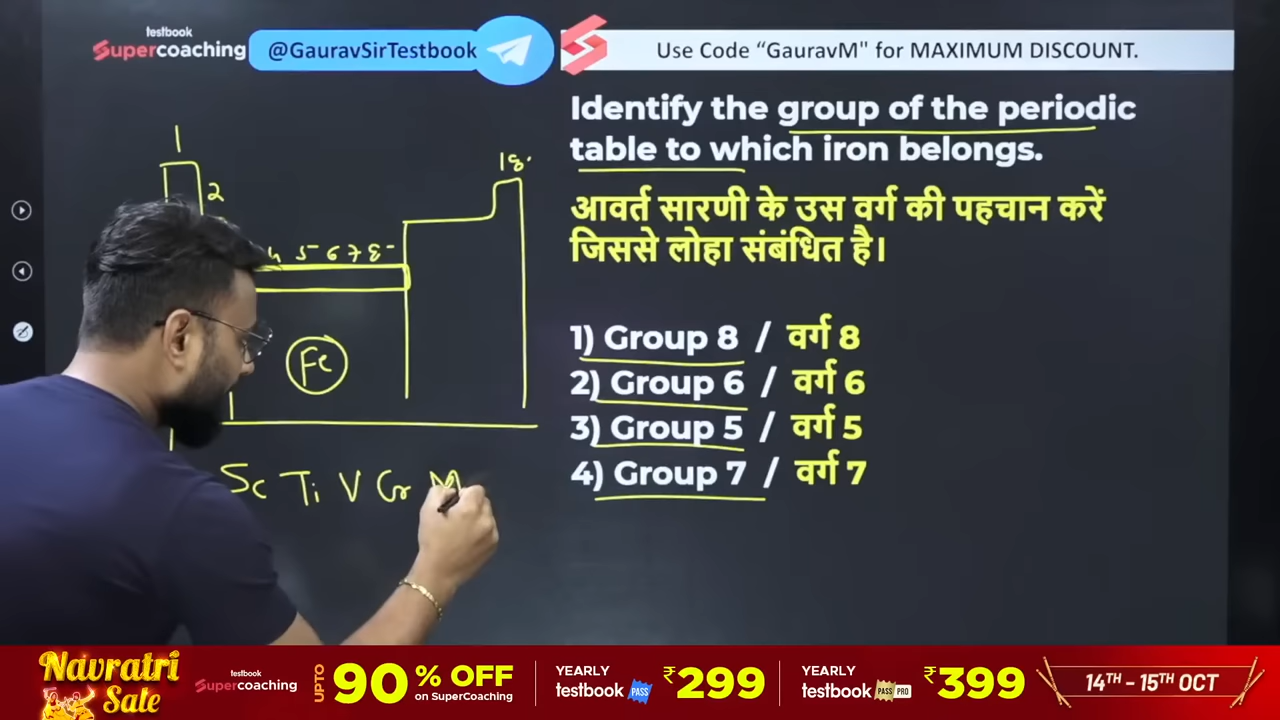 testbook
Supercoaching
@GauravSirTestbook
Use Code “GauravM" for MAXIMUM DISCOUNT.
Identify the group of the periodic
table to which iron belongs.
आवर्त सारणी के उस वर्ग की पहचान करें
जिससे लोहा संबंधित है।
1) Group 8 / वर्ग 8
2) Group 6 / वर्ग 6
3) Group 5 / वर्ग 5
4) Group 7 / वर्ग 7
1
2
18
4 5 6 7 8
Fe
Sc Ti V Cr M
Navratri
Sale
testbook
Supercoaching
UPTO
90% OFF
on SuperCoaching
YEARLY
testbook PASS
₹299
YEARLY
testbook PASS PRO
₹399
14TH - 15TH OCT